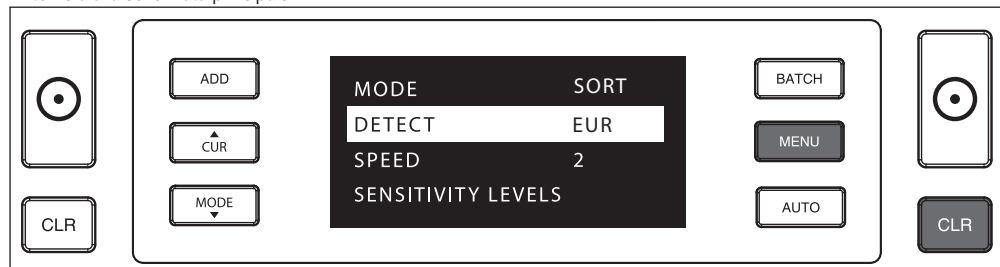 ADD
CUR
MODE
CLR
MODE SORT
DETECT EUR
SPEED 2
SENSITIVITY LEVELS
BATCH
MENU
AUTO
CLR